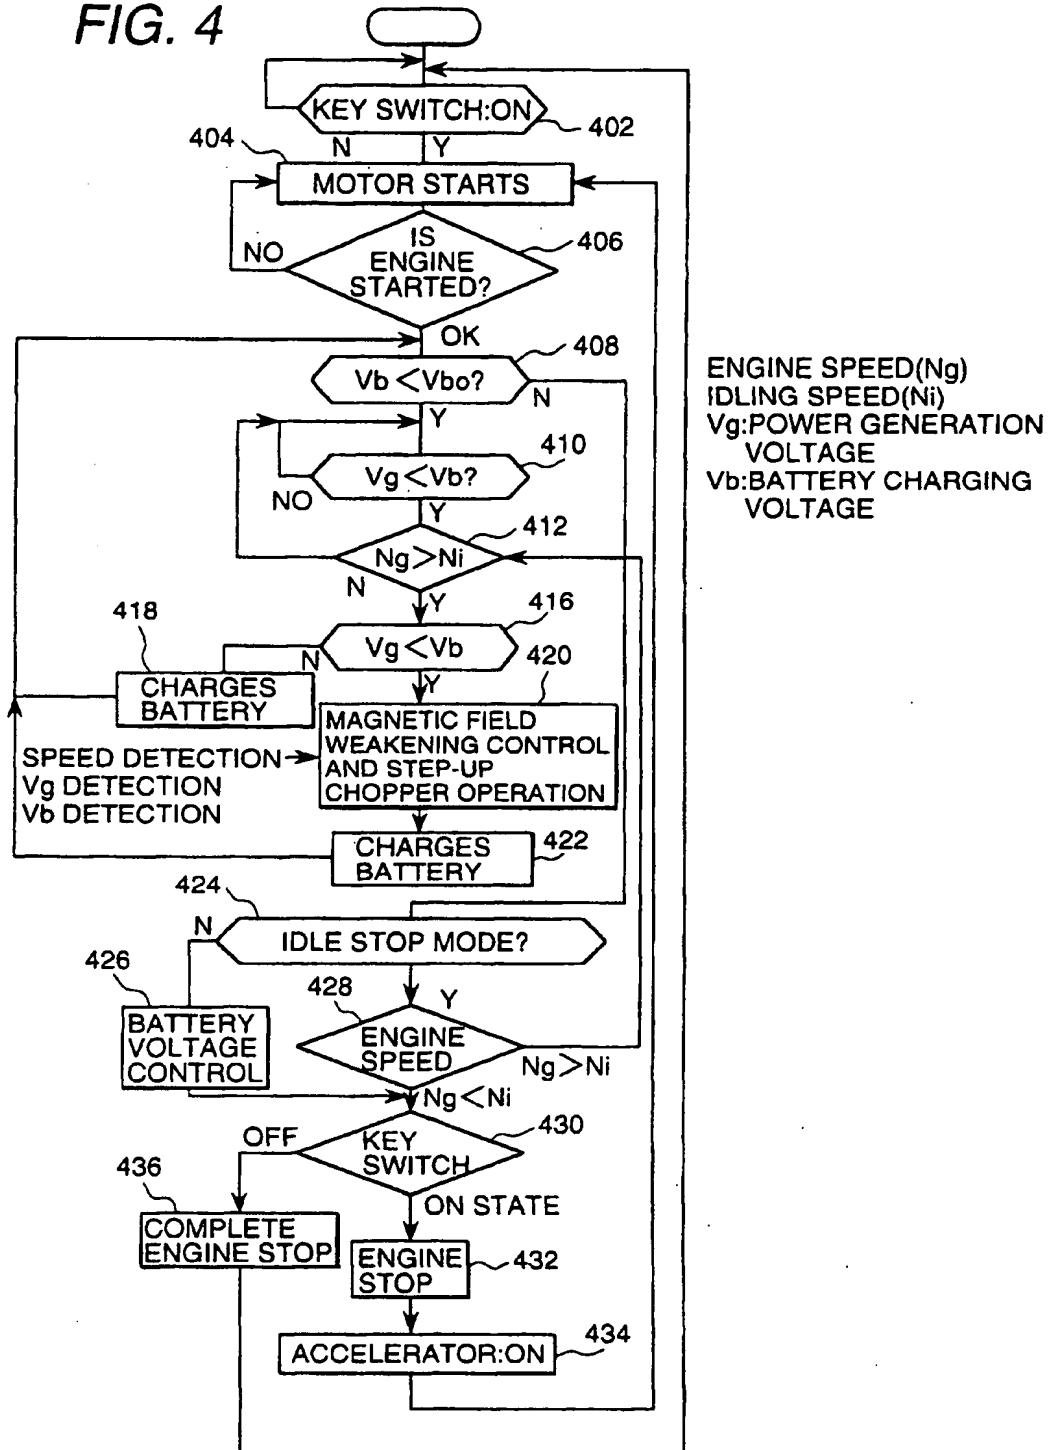 FIG. 4
KEY SWITCH:ON
402
N
Y
404
MOTOR STARTS
406
IS
ENGINE
STARTED?
NO
OK
408
Vb<Vbo?
N
Y
410
Vg<Vb?
NO
Y
412
Ng>Ni
N
Y
416
Vg<Vb
N
Y
418
CHARGES
BATTERY
420
MAGNETIC FIELD
WEAKENING CONTROL
AND STEP-UP
CHOPPER OPERATION
SPEED DETECTION
Vg DETECTION
Vb DETECTION
CHARGES
BATTERY
422
424
N
IDLE STOP MODE?
Y
426
BATTERY
VOLTAGE
CONTROL
428
ENGINE
SPEED
Ng>Ni
Ng<Ni
430
KEY
SWITCH
OFF
ON STATE
436
COMPLETE
ENGINE STOP
ENGINE
STOP
432
ACCELERATOR:ON
434
ENGINE SPEED(Ng)
IDLING SPEED(Ni)
Vg:POWER GENERATION
VOLTAGE
Vb:BATTERY CHARGING
VOLTAGE